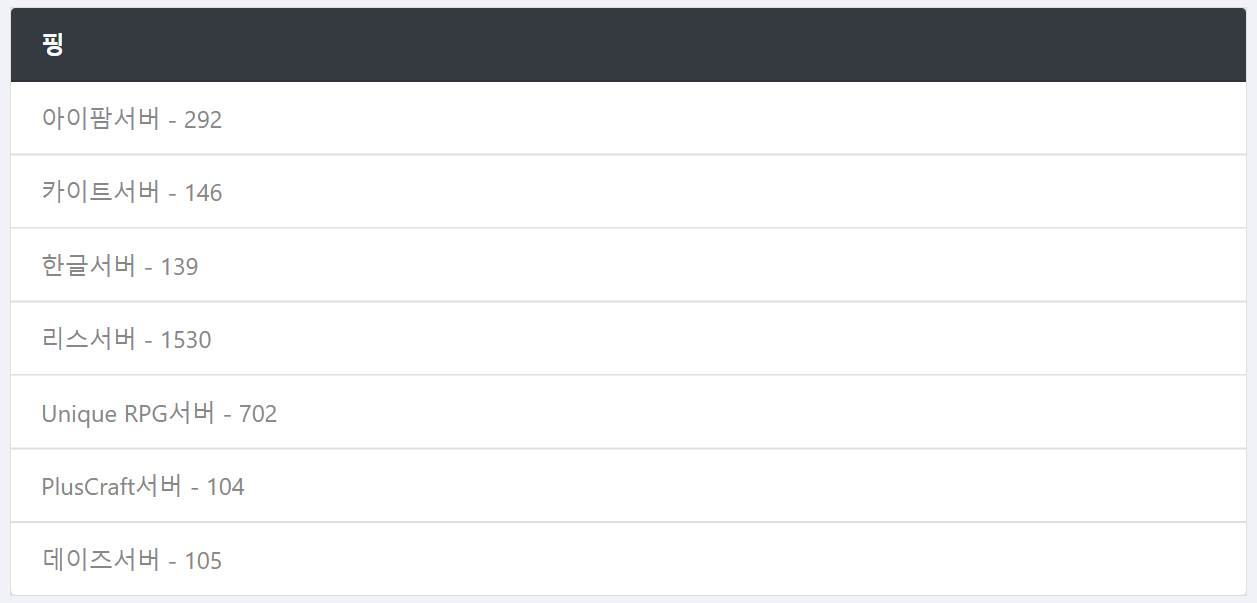 핑
아이팜서버 - 292
카이트서버 - 146
한글서버 - 139
리스서버 - 1530
Unique RPG서버 - 702
PlusCraft서버 - 104
데이즈서버 - 105